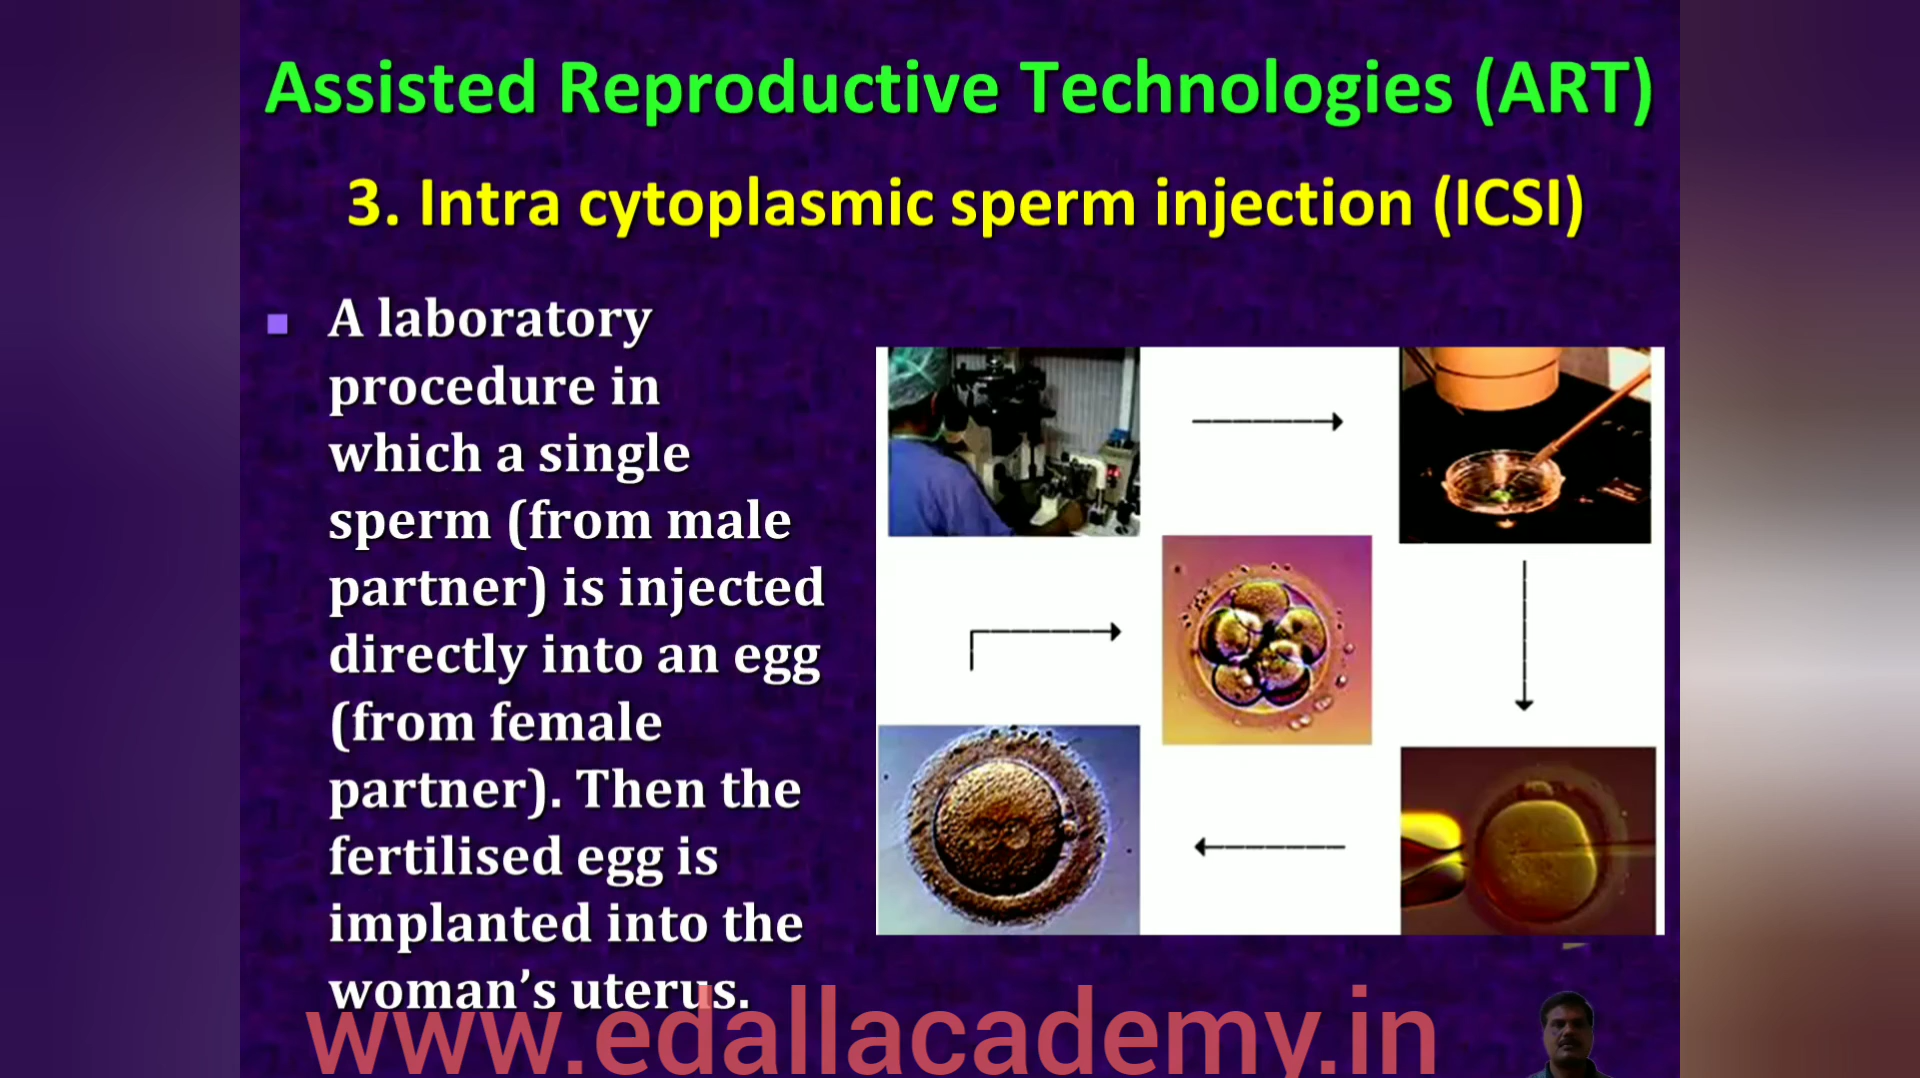 Assisted Reproductive Technologies (ART)
3. Intra cytoplasmic sperm injection (ICSI)
A laboratory
procedure in
which a single
sperm (from male
partner) is injected
directly into an egg
(from female
partner). Then the
fertilised egg is
implanted into the
woman’s uterus.
www.edallacademy.in